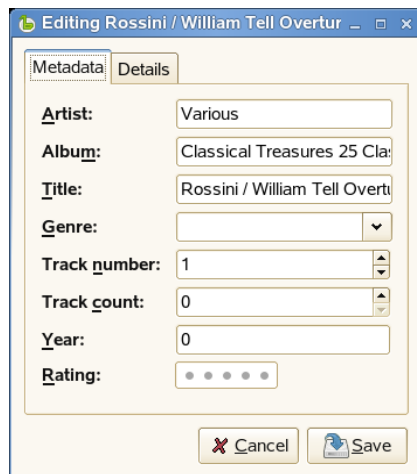 Editing Rossini / William Tell Overtur
Metadata Details
Artist: Various
Album: Classical Treasures 25 Clas
Title: Rossini / William Tell Overtu
Genre:
Track number: 1
Track count: 0
Year: 0
Rating:
Cancel Save